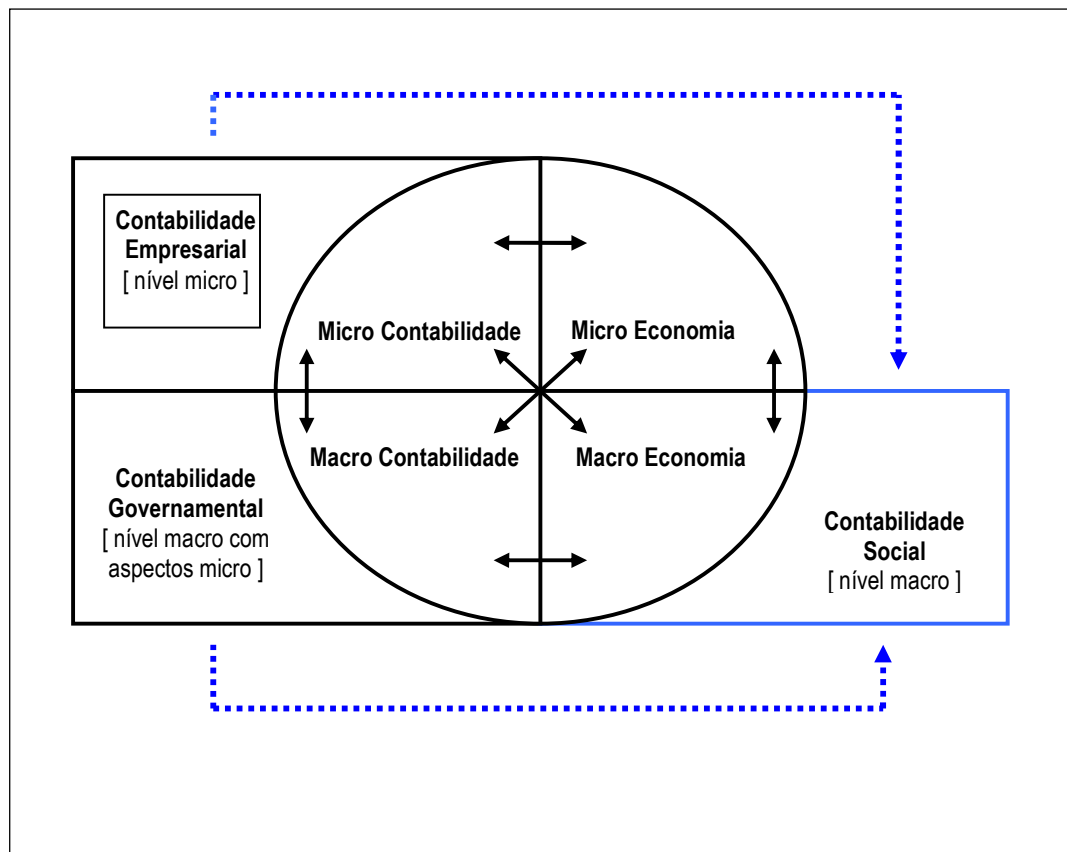 Contabilidade
Empresarial
[ nível micro ]
Micro Contabilidade
Micro Economia
Macro Contabilidade
Macro Economia
Contabilidade
Governamental
[ nível macro com
aspectos micro ]
Contabilidade
Social
[ nível macro ]